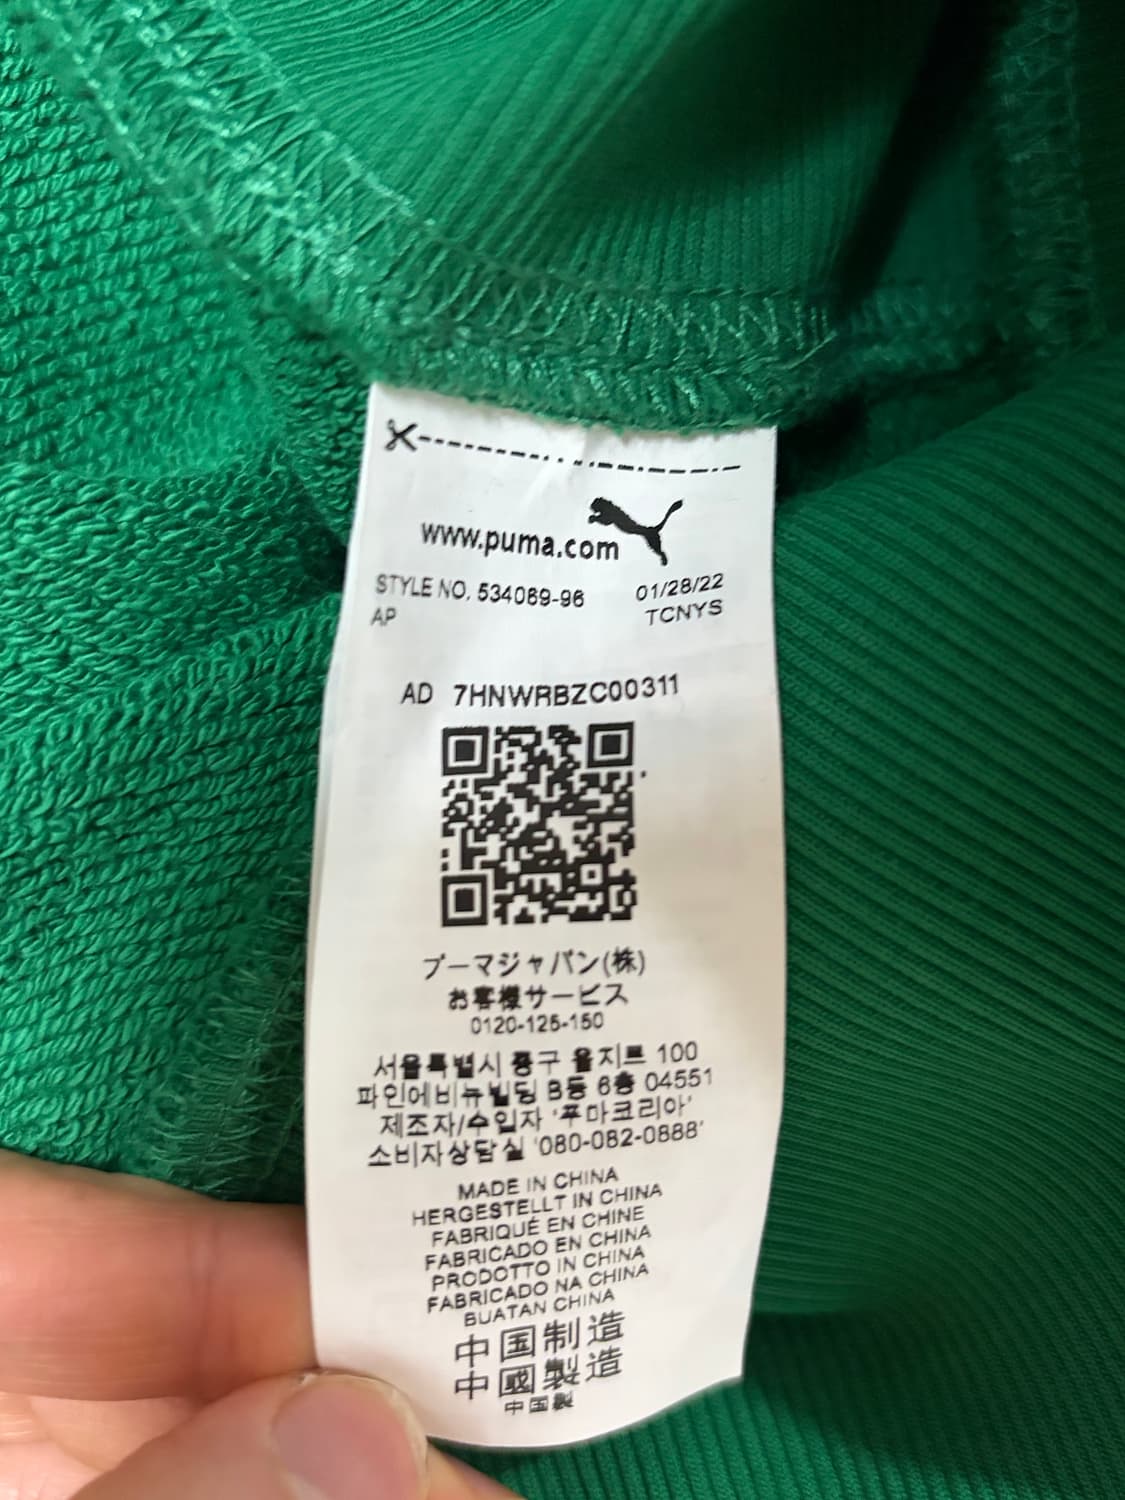 www.puma.com
STYLE NO. 534069-96 01/28/22
AP TCNYS
AD 7HNWRBZC00311
プーマジャパン(株)
お客様サービス
0120-125-150
서울특별시 중구 을지트 100
파인에비뉴빌딩 B동 6층 04551
제조자/수입자 '푸마코리아'
소비자상담실 '080-082-0888'
MADE IN CHINA
HERGESTELLT IN CHINA
FABRIQUÉ EN CHINE
FABRICADO EN CHINA
PRODOTTO IN CHINA
FABRICADO NA CHINA
BUATAN CHINA
中国制造
中國製造
中国製